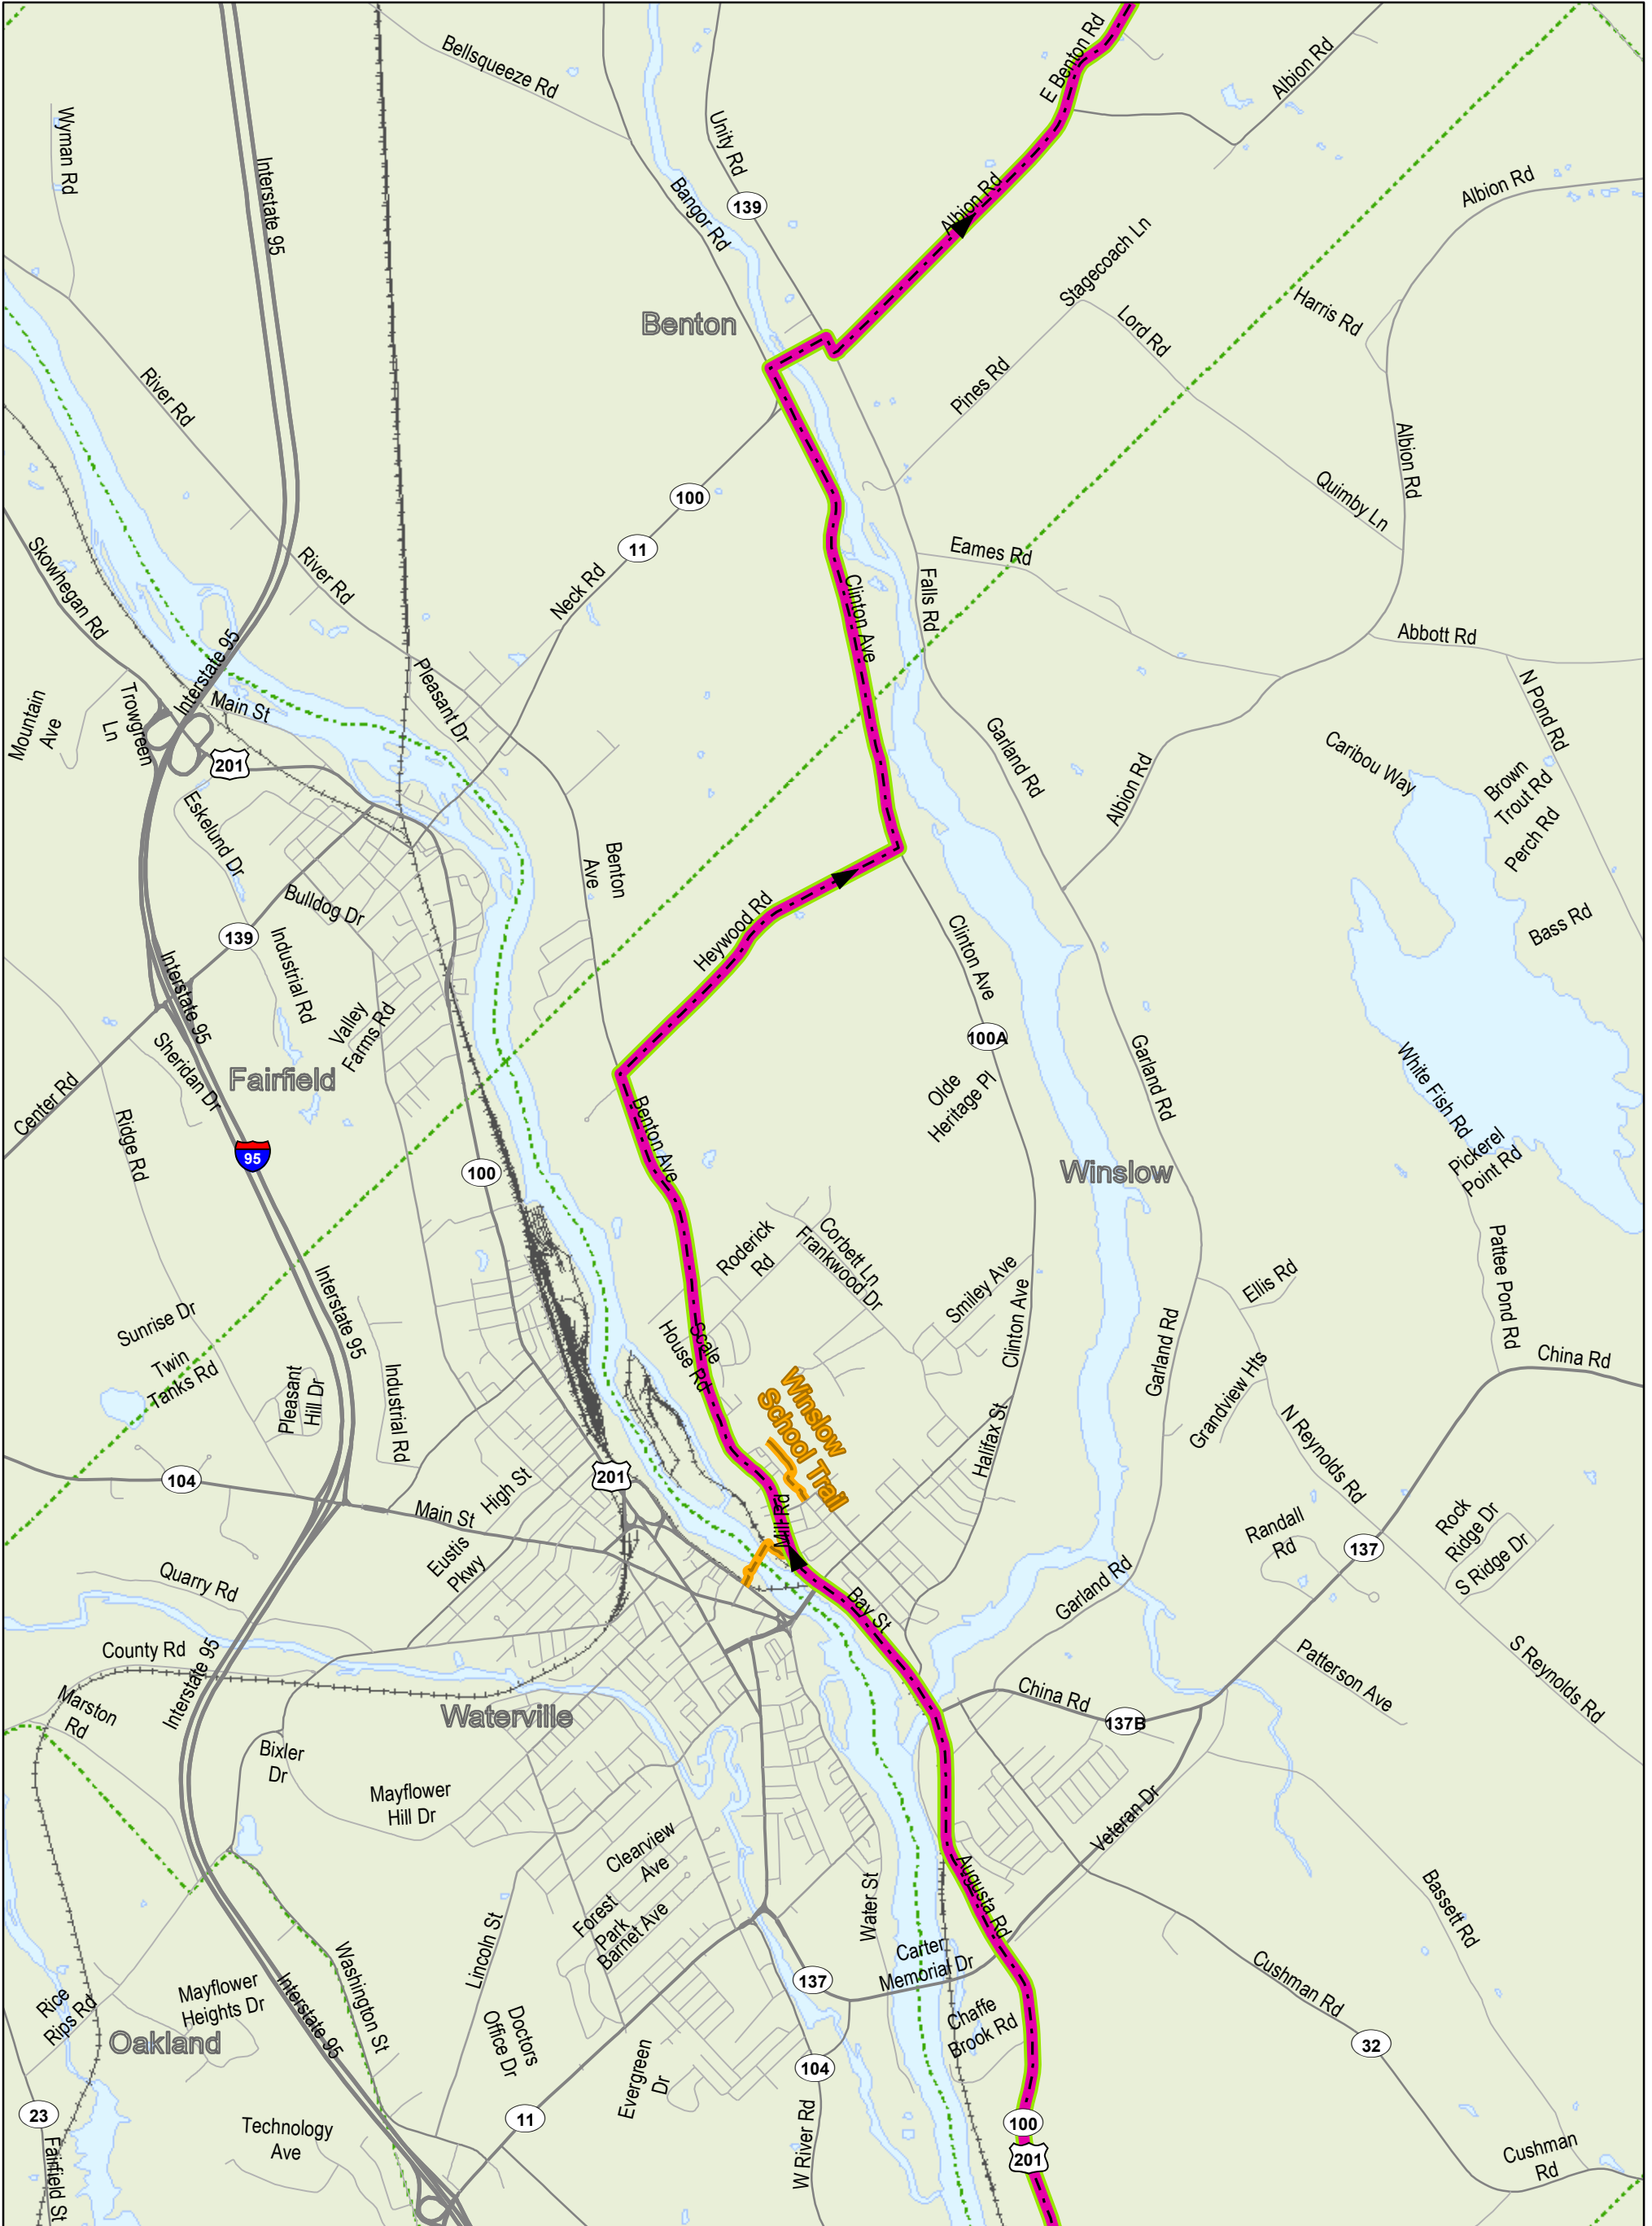 E Benton Rd
Bellsqueeze Rd
Albion Rd
Wyman Rd
Unity Rd
Interstate 95
Bangor Rd
139
Albion Rd
Albion Rd
Stagecoach Ln
Harris Rd
Benton
Lord Rd
Pines Rd
River Rd
Albion Rd
100
Quimby Ln
11
Skowhegan Rd
River Rd
Neck Rd
Eames Rd
Clinton Ave
Falls Rd
Abbott Rd
Interstate 95
Pleasant Dr
Mountain
Ave
Trowgreen
Ln
Main St
N Pond Rd
Garland Rd
Caribou Way
201
Albion Rd
Brown
Trout Rd
Perch Rd
Eskelund Dr
Benton
Ave
Bulldog Dr
Heywood Rd
Bass Rd
139
Industrial Rd
Interstate 95
Clinton Ave
Valley
Farms Rd
100A
Sheridan Dr
Fairfield
Center Rd
Olde
Heritage Pl
Garland Rd
White Fish Rd
Ridge Rd
Benton Ave
95
100
Winslow
Pickerel
Point Rd
Roderick
Rd
Corbett Ln
Frankwood Dr
Pattee Pond Rd
Interstate 95
Smiley Ave
Ellis Rd
Sunrise Dr
Scale
House Rd
Clinton Ave
Garland Rd
Twin
Tanks Rd
China Rd
Pleasant
Hill Dr
Industrial Rd
Winslow
School Trail
Grandview Hts
Halifax St
N Reynolds Rd
104
201
High St
Main St
Mill Rd
Randall
Rd
Rock
Ridge Dr
137
S Ridge Dr
Eustis
Pkwy
Quarry Rd
Bay St
Garland Rd
County Rd
Interstate 95
Patterson Ave
S Reynolds Rd
Marston
Rd
Waterville
China Rd
137B
Bixler
Dr
Mayflower
Hill Dr
Veteran Dr
Clearview
Ave
Augusta Rd
Water St
Bassett Rd
Forest
Park
Barnet Ave
Lincoln St
Washington St
Carter
Memorial Dr
137
Cushman Rd
Mayflower
Heights Dr
Interstate 95
Rice
Rips Rd
Oakland
Doctors
Office Dr
Chaffe
Brook Rd
32
Evergreen
Dr
104
23
11
100
Technology
Ave
W River Rd
201
Cushman
Rd
Fairfield St